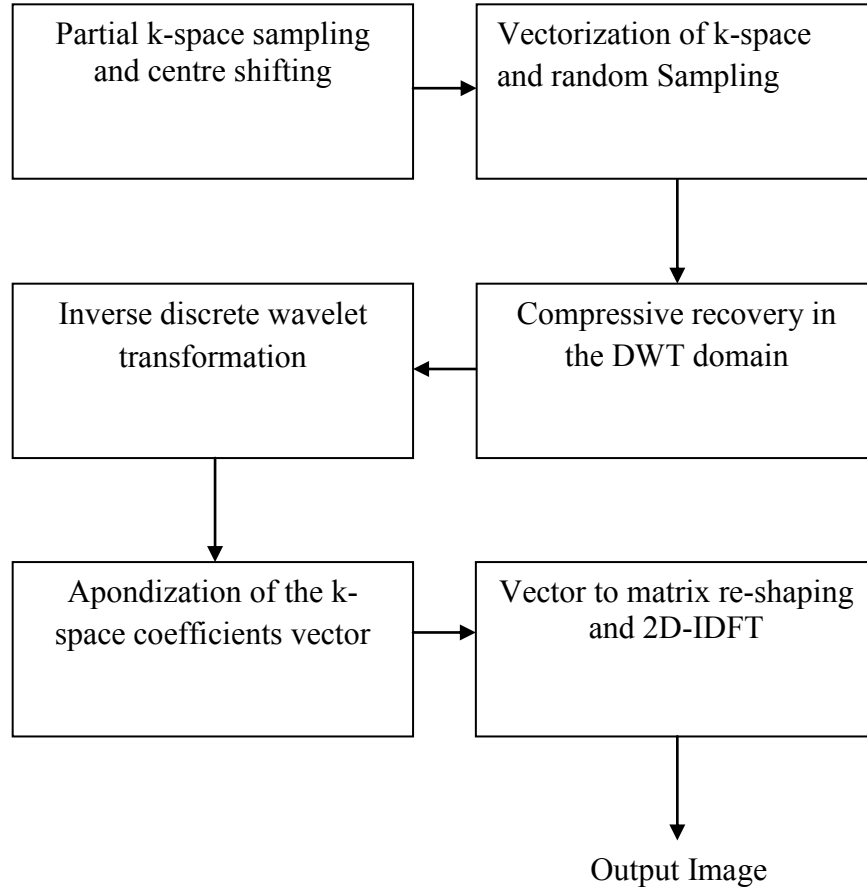 Partial k-space sampling
and centre shifting
Vectorization of k-space
and random Sampling
Compressive recovery in
the DWT domain
Inverse discrete wavelet
transformation
Apondization of the k-
space coefficients vector
Vector to matrix re-shaping
and 2D-IDFT
Output Image